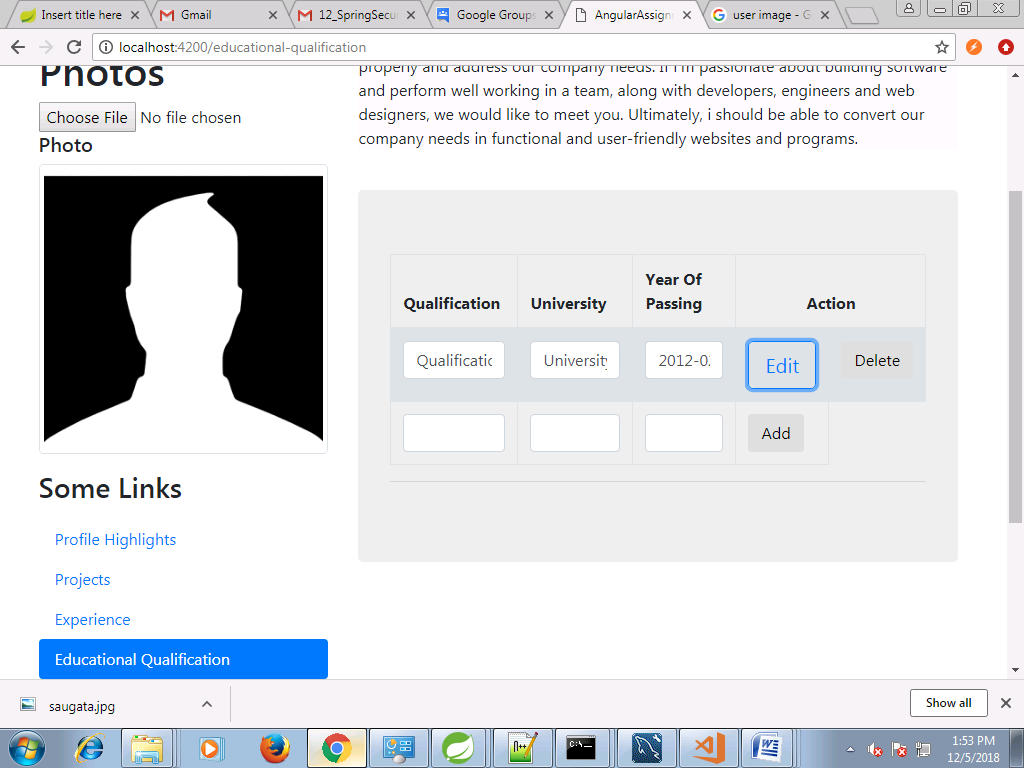 Insert title here
Gmail
12_SpringSecu
Google Groups
AngularAssign
user image - G
localhost:4200/educational-qualification
Photos
Choose File No file chosen
Photo
Some Links
Profile Highlights
Projects
Experience
Educational Qualification
properly and address our company needs. If I'm passionate about building software
and perform well working in a team, along with developers, engineers and web
designers, we would like to meet you. Ultimately, i should be able to convert our
company needs in functional and user-friendly websites and programs.
Qualification University Year Of Passing Action
Qualificatio University 2012-0 Edit Delete
Add
saugata.jpg
Show all
1:53 PM
12/5/2018